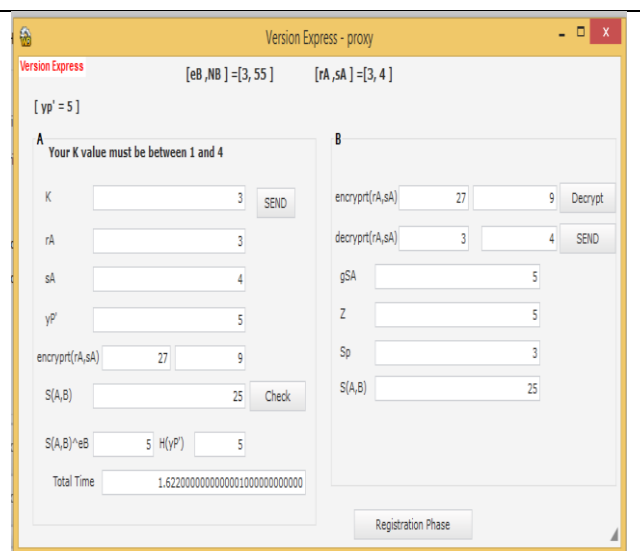 Version Express - proxy
x
Version Express
[ eB ,NB ] =[3, 55 ] [rA ,sA ] =[3, 4 ]
[ yp' = 5 ]
A
Your K value must be between 1 and 4
K 3 SEND
rA 3
sA 4
yP' 5
encryprt(rA,sA) 27 9
S(A,B) 25 Check
S(A,B)^eB 5 H(yP') 5
Total Time 1.6220000000000001000000000000
B
encryprt(rA,sA) 27 9 Decrypt
decryprt(rA,sA) 3 4 SEND
gSA 5
Z 5
Sp 3
S(A,B) 25
Registration Phase